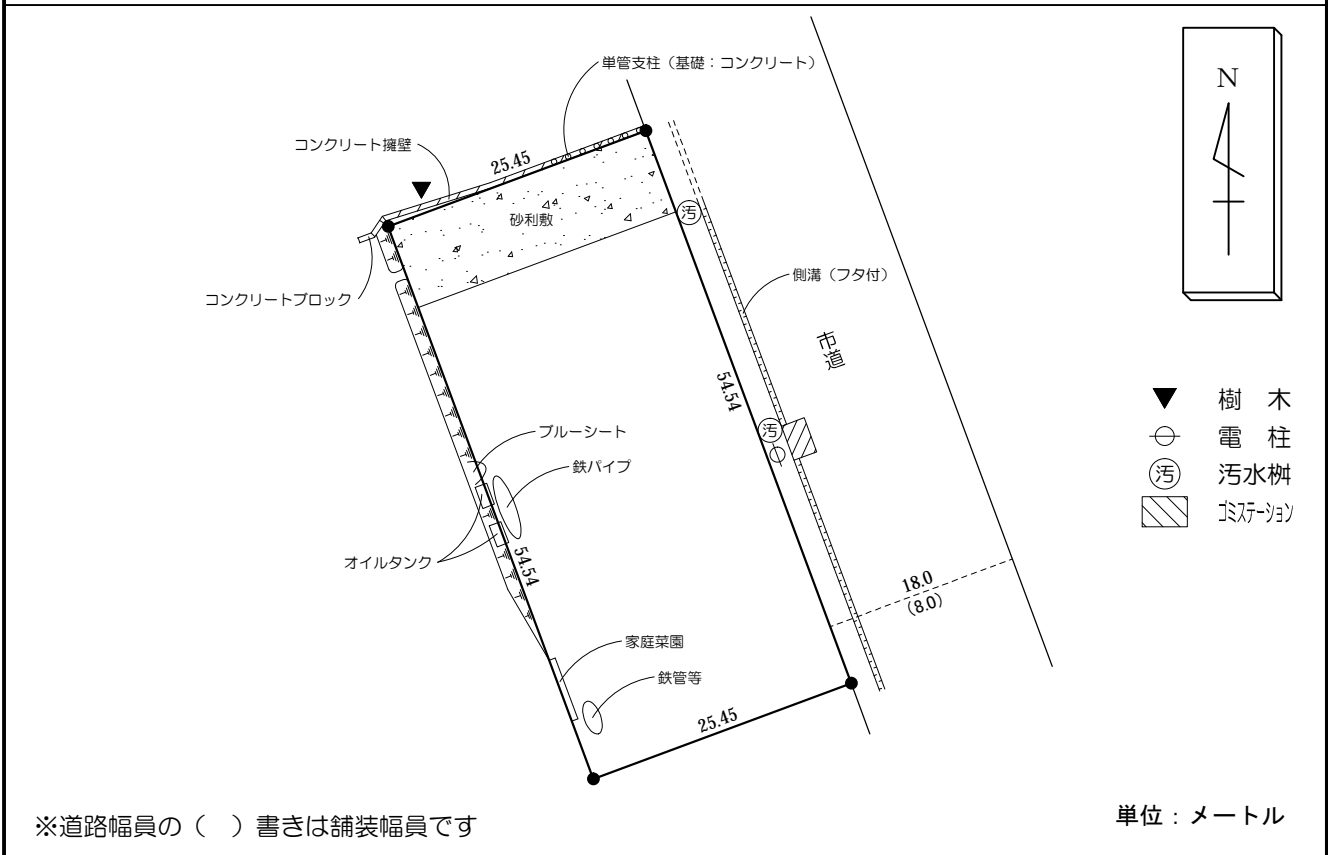 単管支柱（基礎：コンクリート）
N
コンクリート擁壁
25.45
砂利敷
汚
コンクリートブロック
側溝（フタ付）
市道
54.54
汚
ブルーシート
鉄パイプ
オイルタンク
54.54
樹 木
電 柱
汚 汚水桝
ゴミステーション
18.0
(8.0)
家庭菜園
鉄管等
25.45
※道路幅員の（　）書きは舗装幅員です
単位：メートル